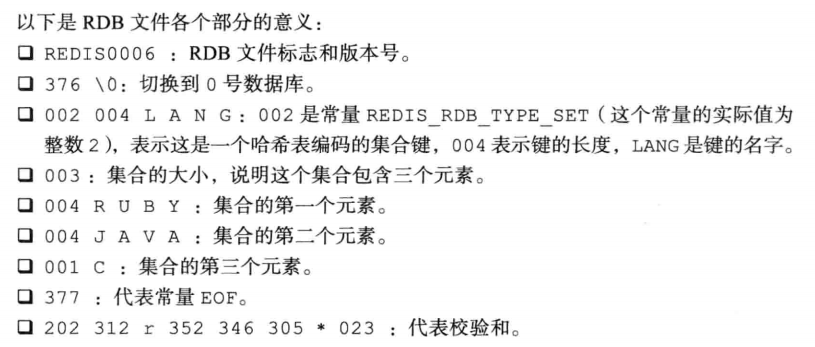 以下是 RDB 文件各个部分的意义：
❑ REDIS0006 ：RDB 文件标志和版本号。
❑ 376 \0：切换到 0 号数据库。
❑ 002 004 L A N G：002 是常量 REDIS_RDB_TYPE_SET（这个常量的实际值为
整数 2），表示这是一个哈希表编码的集合键，004 表示键的长度，LANG 是键的名字。
❑ 003：集合的大小，说明这个集合包含三个元素。
❑ 004 R U B Y ：集合的第一个元素。
❑ 004 J A V A ：集合的第二个元素。
❑ 001 C ：集合的第三个元素。
❑ 377 ：代表常量 EOF。
❑ 202 312 r 352 346 305 * 023 ：代表校验和。